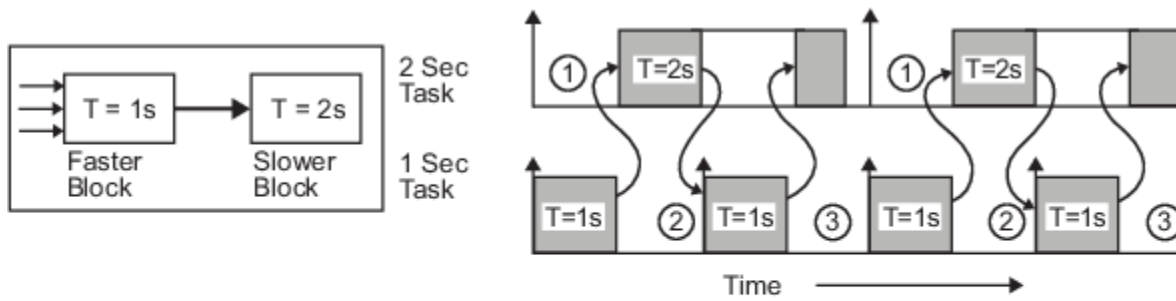 T = 1s
T = 2s
Faster
Block
Slower
Block
2 Sec
Task
1 Sec
Task
1
T=2s
1
T=2s
T=1s
2
T=1s
3
T=1s
2
T=1s
3
Time